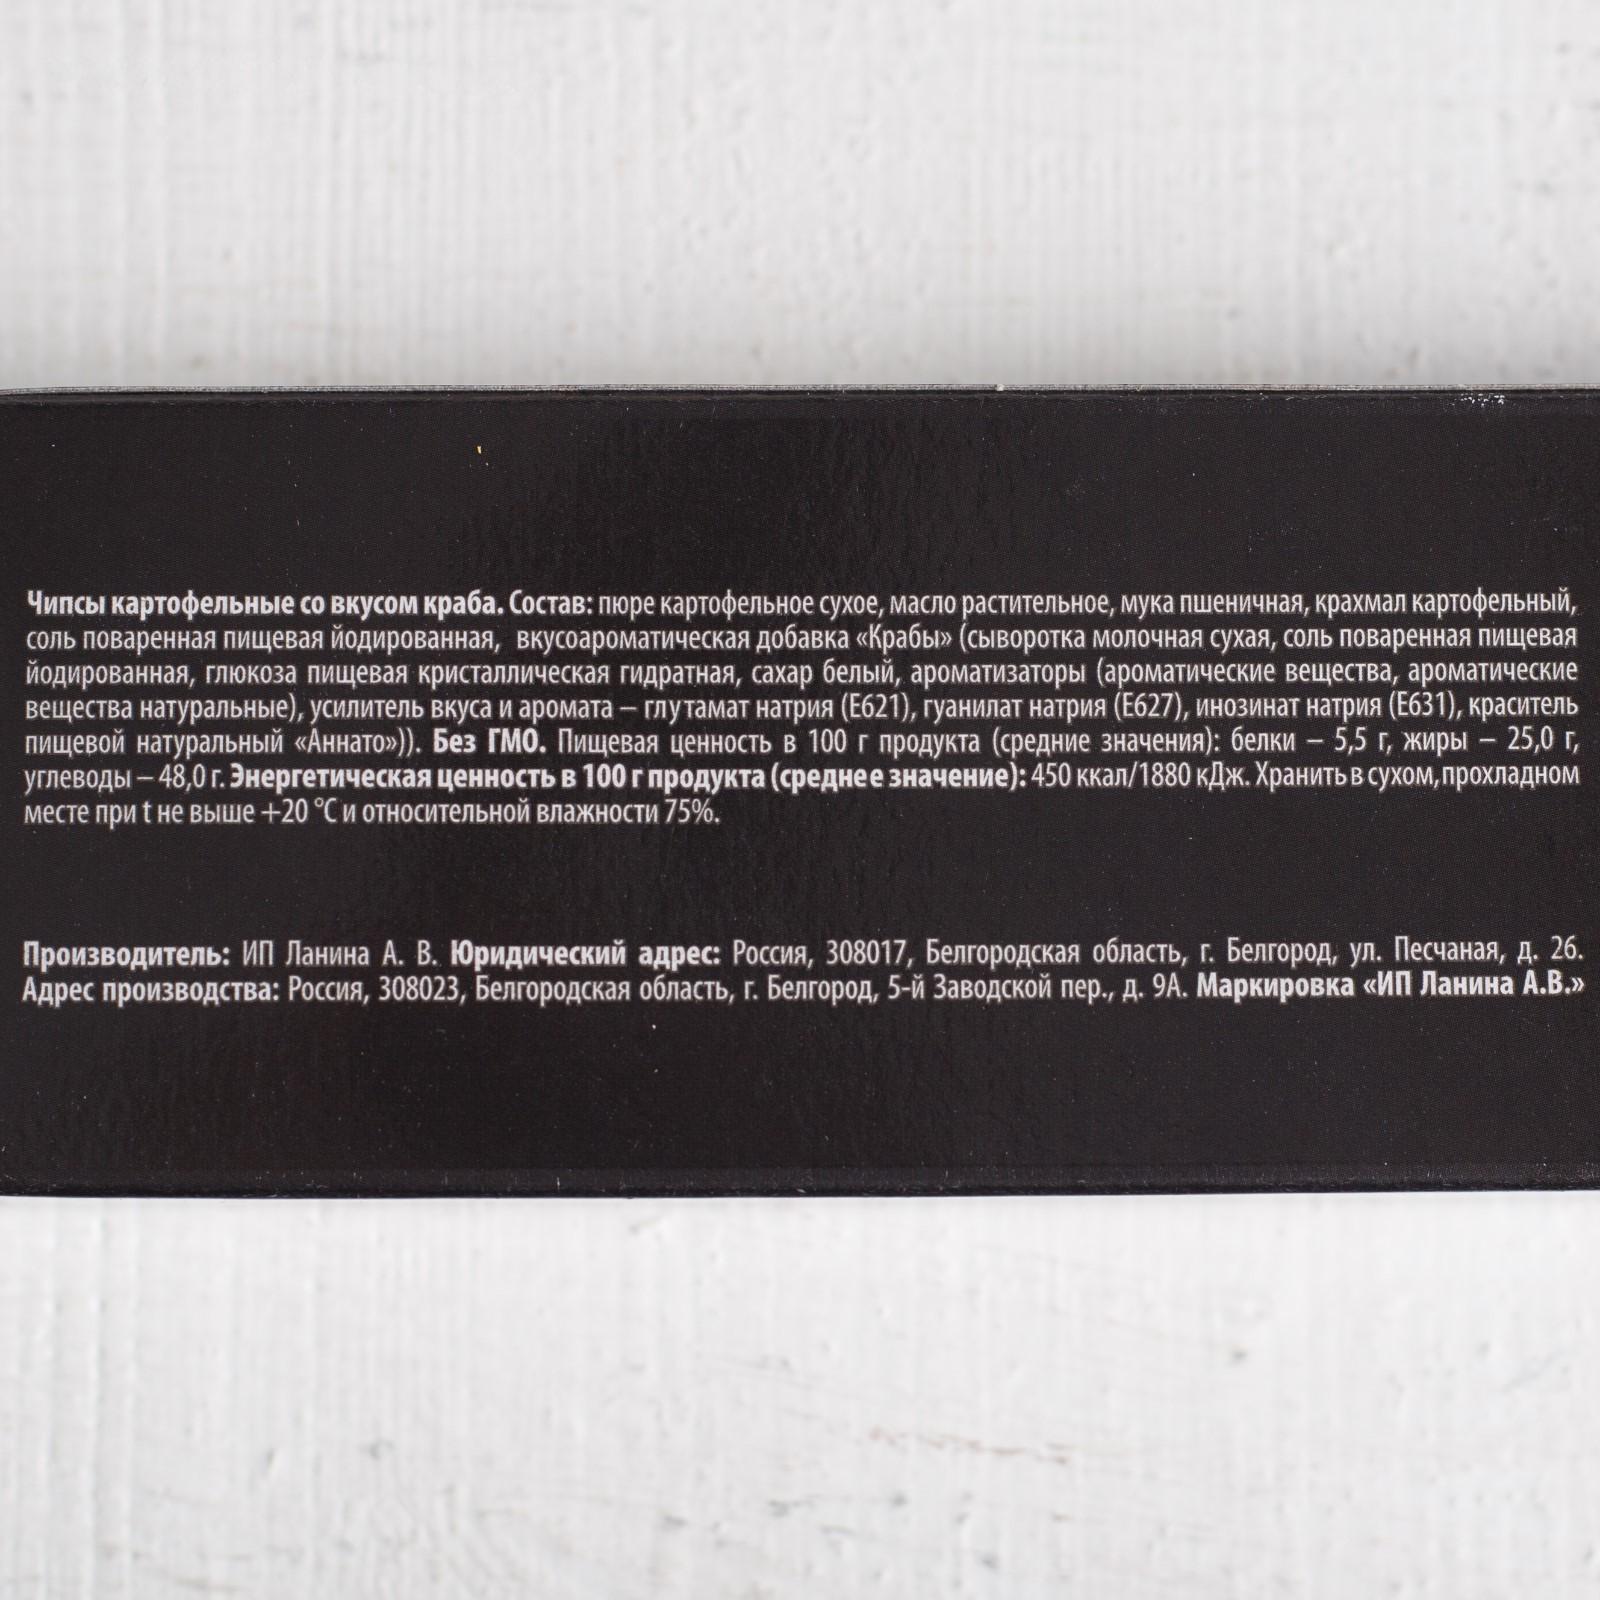 Чипсы картофельные со вкусом краба. Состав: пюре картофельное сухое, масло растительное, мука пшеничная, крахмал картофельный,
соль поваренная пищевая йодированная, вкусоароматическая добавка «Крабы» (сыворотка молочная сухая, соль поваренная пищевая
йодированная, глюкоза пищевая кристаллическая гидратная, сахар белый, ароматизаторы (ароматические вещества, ароматические
вещества натуральные), усилитель вкуса и аромата – глутамат натрия (Е621), гуанилат натрия (Е627), инозинат натрия (Е631), краситель
пищевой натуральный «Аннато»)). Без ГМО. Пищевая ценность в 100 г продукта (средние значения): белки – 5,5 г, жиры – 25,0 г,
углеводы – 48,0 г. Энергетическая ценность в 100 г продукта (среднее значение): 450 ккал/1880 кДж. Хранить в сухом, прохладном
месте при t не выше +20 °С и относительной влажности 75%.
Производитель: ИП Ланина А. В. Юридический адрес: Россия, 308017, Белгородская область, г. Белгород, ул. Песчаная, д. 26.
Адрес производства: Россия, 308023, Белгородская область, г. Белгород, 5-й Заводской пер., д. 9А. Маркировка «ИП Ланина А.В.»